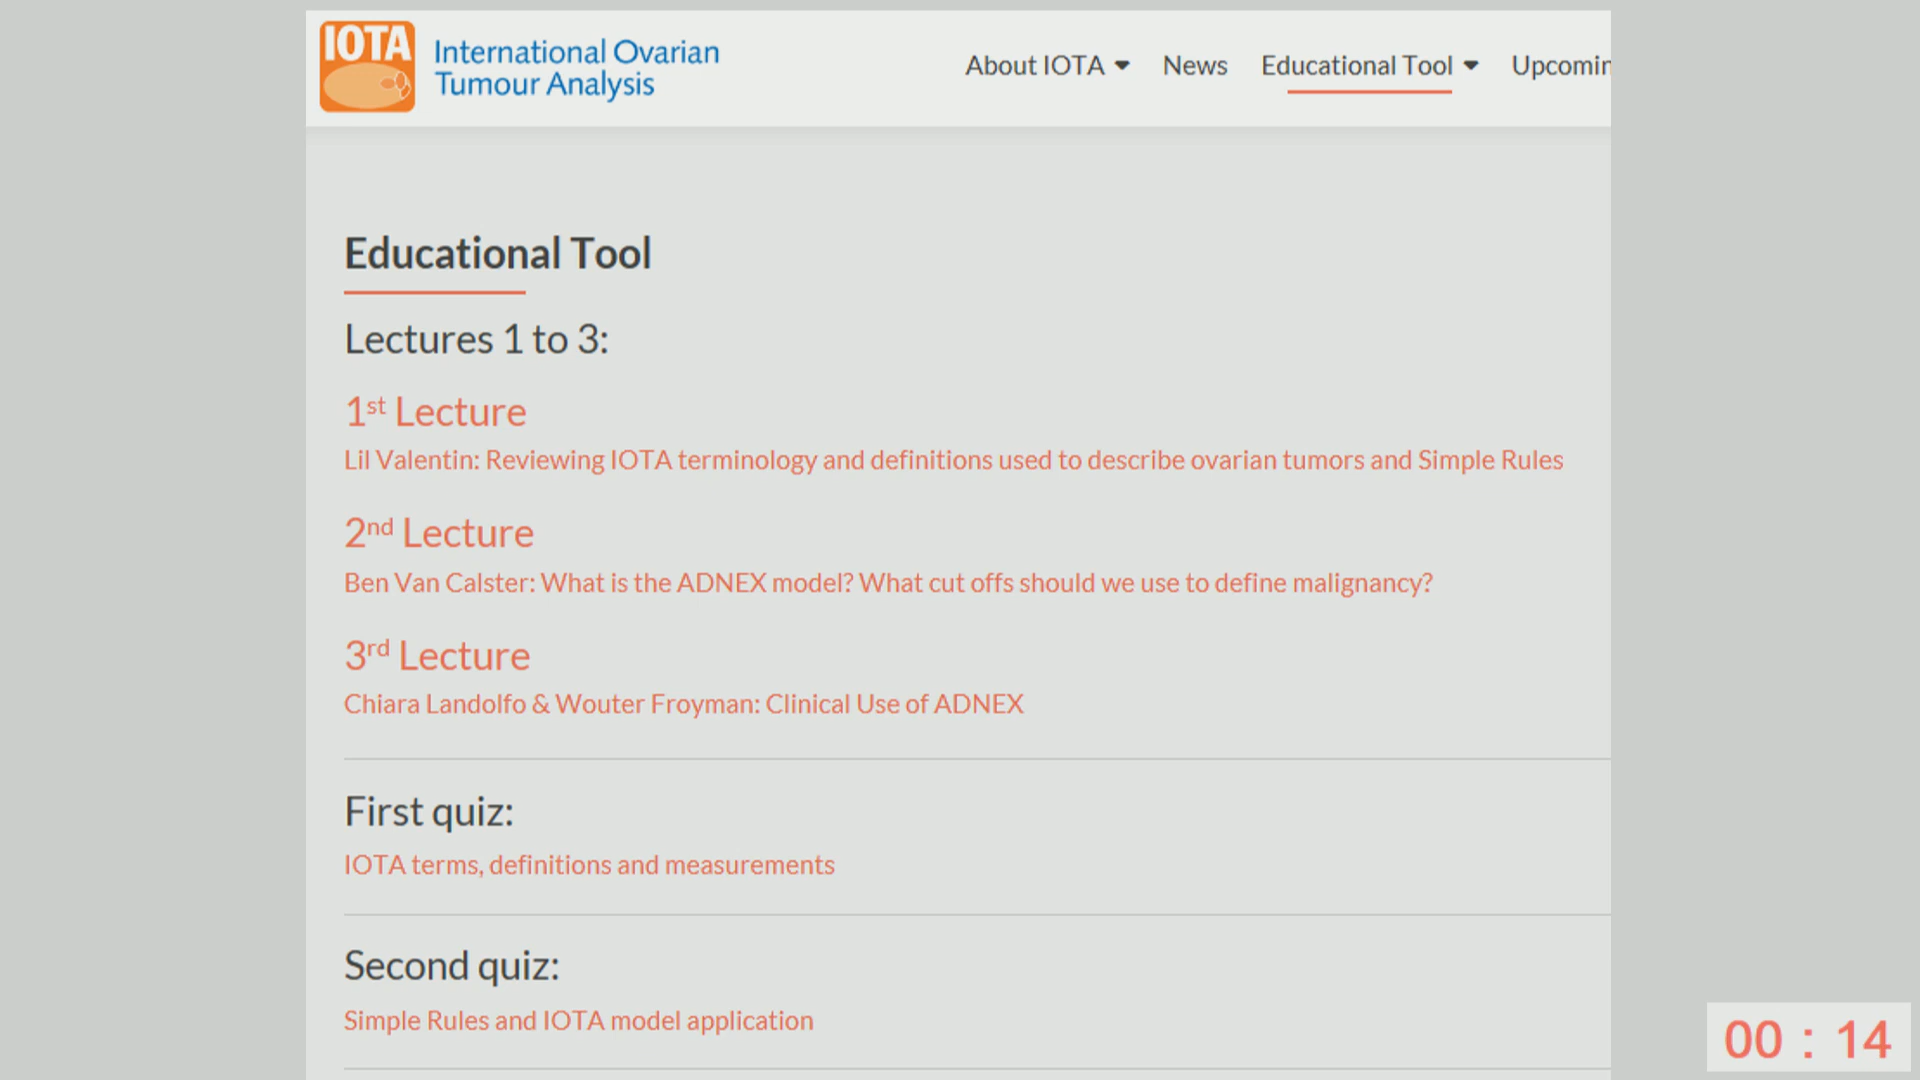 IOTA
International Ovarian
Tumour Analysis
About IOTA News Educational Tool Upcomin
Educational Tool
Lectures 1 to 3:
1st Lecture
Lil Valentin: Reviewing IOTA terminology and definitions used to describe ovarian tumors and Simple Rules
2nd Lecture
Ben Van Calster: What is the ADNEX model? What cut offs should we use to define malignancy?
3rd Lecture
Chiara Landolfo & Wouter Froyman: Clinical Use of ADNEX
First quiz:
IOTA terms, definitions and measurements
Second quiz:
Simple Rules and IOTA model application
00 : 14